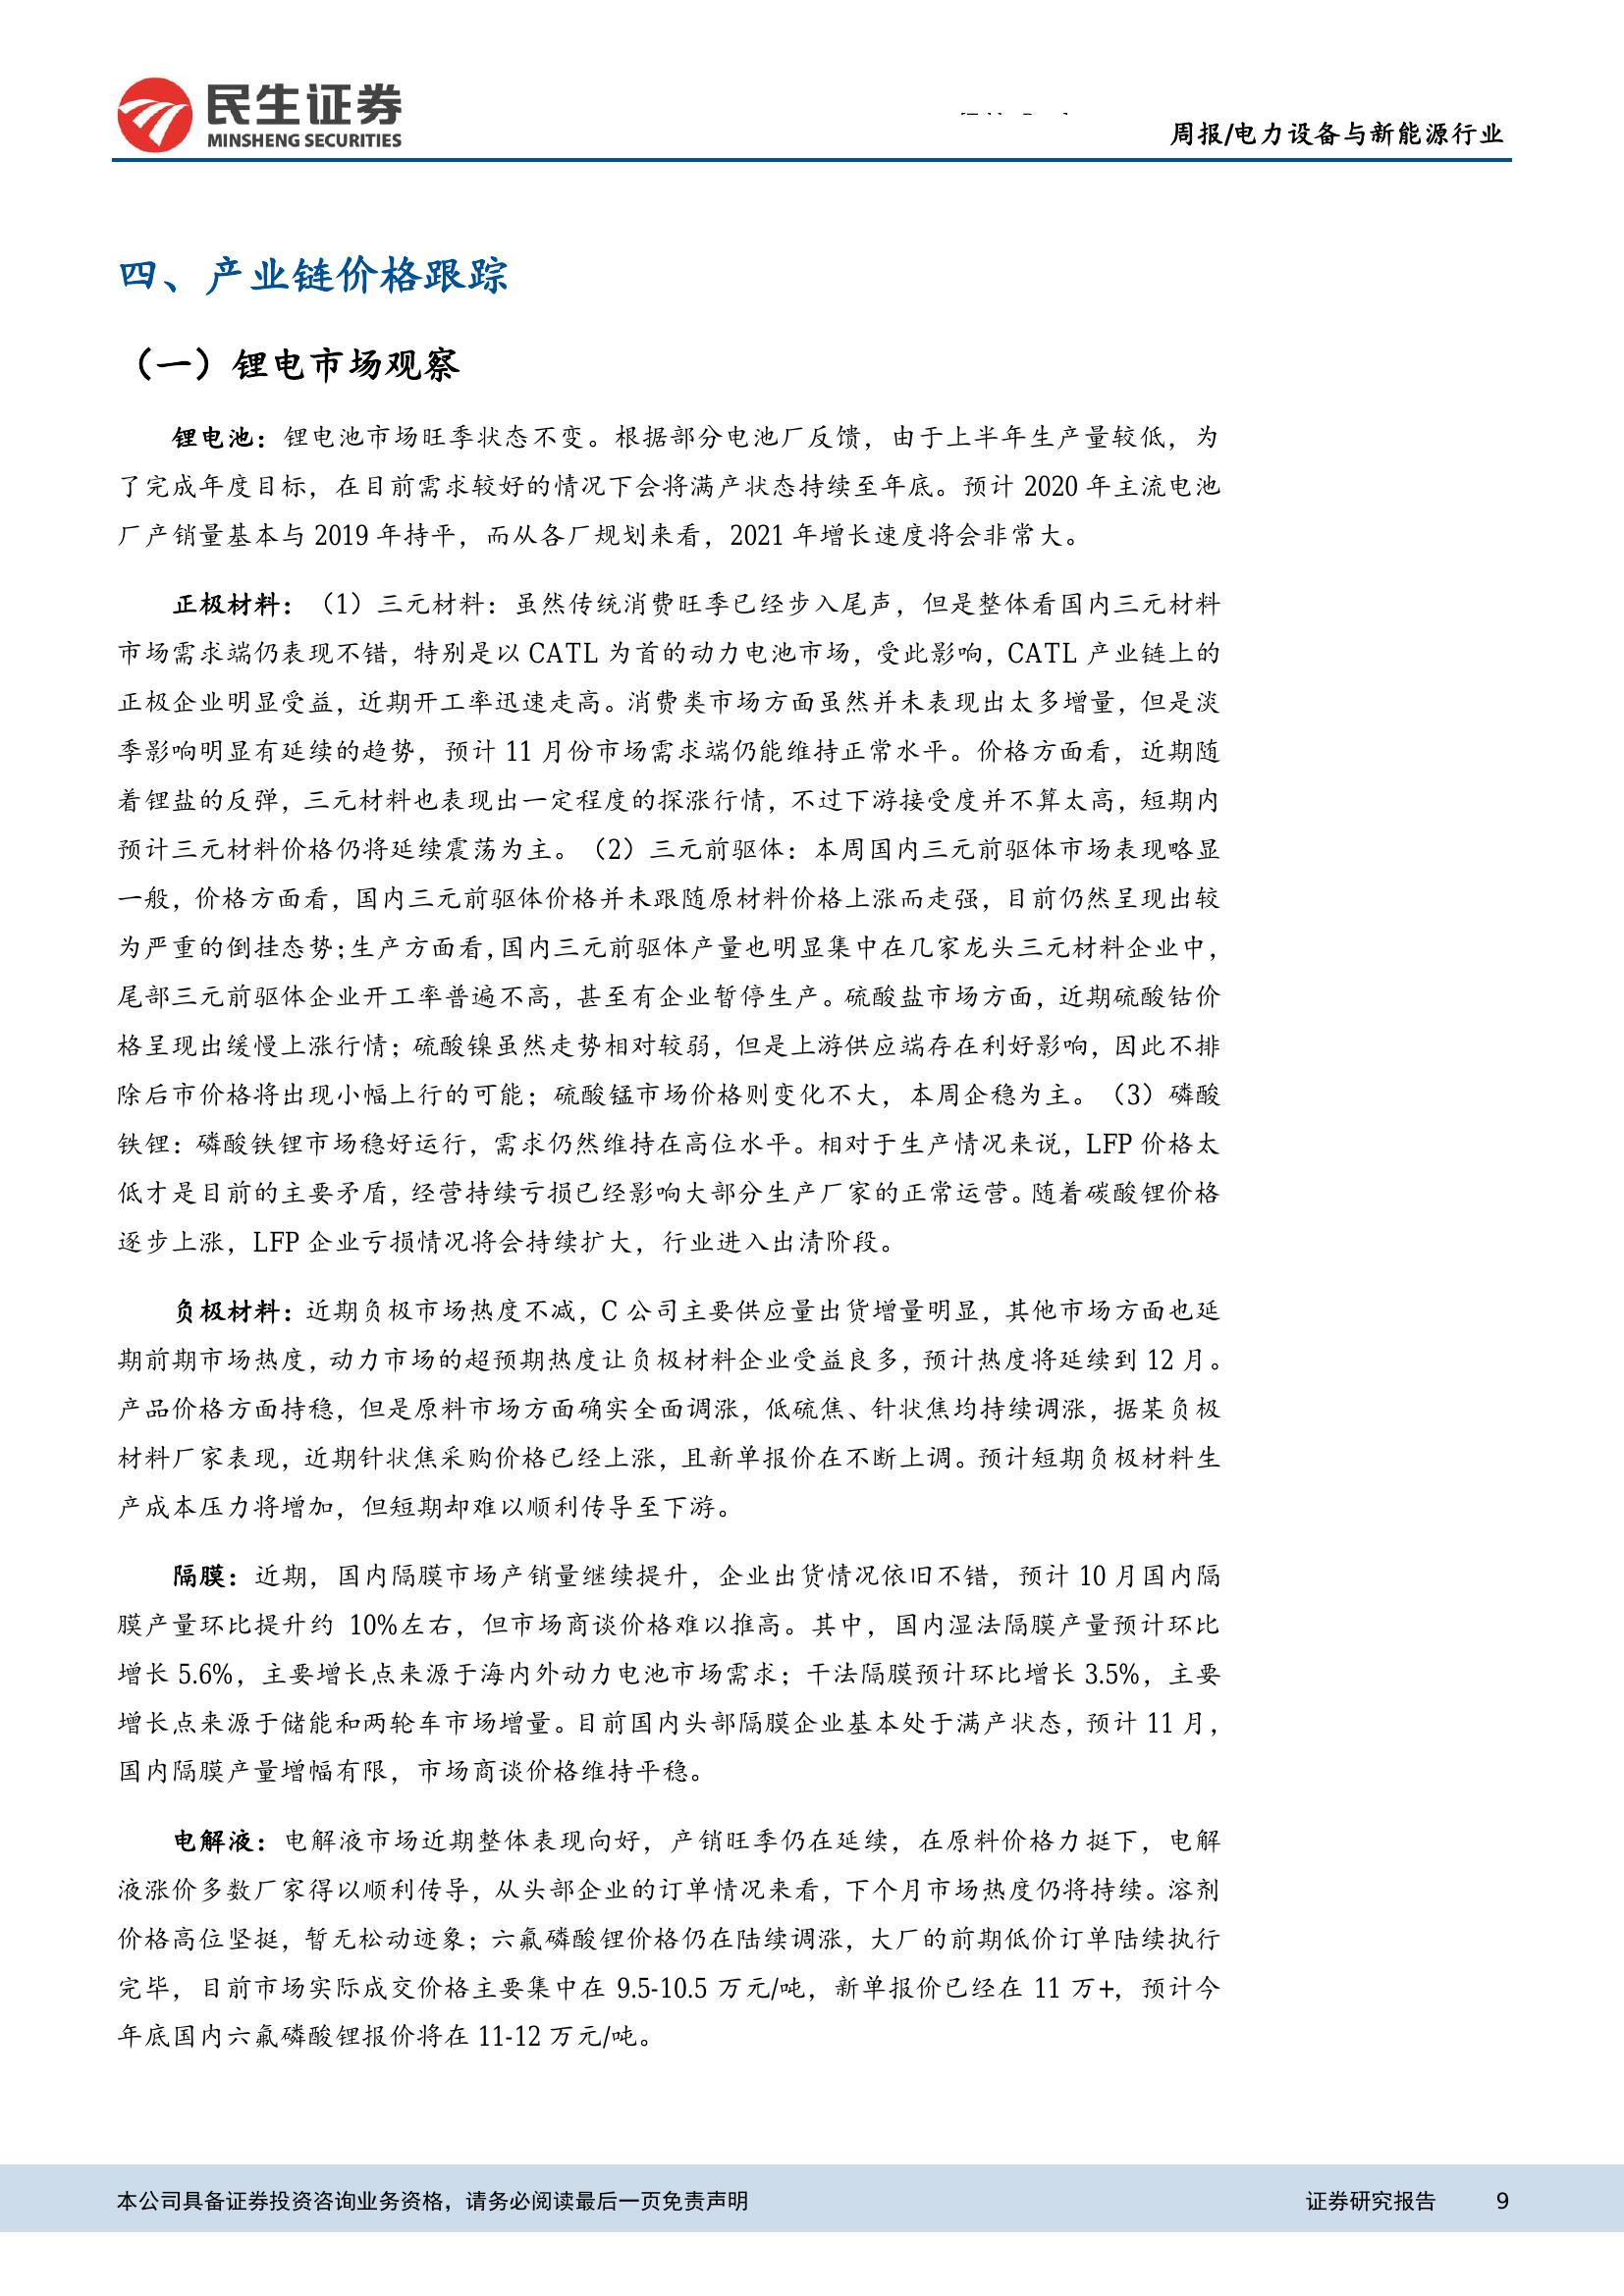 民生证券
MINSHENG SECURITIES
周报/电力设备与新能源行业
四、产业链价格跟踪
（一）锂电市场观察
锂电池：锂电池市场旺季状态不变。根据部分电池厂反馈，由于上半年生产量较低，为
了完成年度目标，在目前需求较好的情况下会将满产状态持续至年底。预计 2020 年主流电池
厂产销量基本与 2019 年持平，而从各厂规划来看，2021 年增长速度将会非常大。
正极材料：（1）三元材料：虽然传统消费旺季已经步入尾声，但是整体看国内三元材料
市场需求端仍表现不错，特别是以 CATL 为首的动力电池市场，受此影响，CATL 产业链上的
正极企业明显受益，近期开工率迅速走高。消费类市场方面虽然并未表现出太多增量，但是淡
季影响明显有延续的趋势，预计 11 月份市场需求端仍能维持正常水平。价格方面看，近期随
着锂盐的反弹，三元材料也表现出一定程度的探涨行情，不过下游接受度并不算太高，短期内
预计三元材料价格仍将延续震荡为主。（2）三元前驱体：本周国内三元前驱体市场表现略显
一般，价格方面看，国内三元前驱体价格并未跟随原材料价格上涨而走强，目前仍然呈现出较
为严重的倒挂态势；生产方面看，国内三元前驱体产量也明显集中在几家龙头三元材料企业中，
尾部三元前驱体企业开工率普遍不高，甚至有企业暂停生产。硫酸盐市场方面，近期硫酸钴价
格呈现出缓慢上涨行情；硫酸镍虽然走势相对较弱，但是上游供应端存在利好影响，因此不排
除后市价格将出现小幅上行的可能；硫酸锰市场价格则变化不大，本周企稳为主。（3）磷酸
铁锂：磷酸铁锂市场稳好运行，需求仍然维持在高位水平。相对于生产情况来说，LFP 价格太
低才是目前的主要矛盾，经营持续亏损已经影响大部分生产厂家的正常运营。随着碳酸锂价格
逐步上涨，LFP 企业亏损情况将会持续扩大，行业进入出清阶段。
负极材料：近期负极市场热度不减，C 公司主要供应量出货增量明显，其他市场方面也延
期前期市场热度，动力市场的超预期热度让负极材料企业受益良多，预计热度将延续到 12 月。
产品价格方面持稳，但是原料市场方面确实全面调涨，低硫焦、针状焦均持续调涨，据某负极
材料厂家表现，近期针状焦采购价格已经上涨，且新单报价在不断上调。预计短期负极材料生
产成本压力将增加，但短期却难以顺利传导至下游。
隔膜：近期，国内隔膜市场产销量继续提升，企业出货情况依旧不错，预计 10 月国内隔
膜产量环比提升约 10%左右，但市场商谈价格难以推高。其中，国内湿法隔膜产量预计环比
增长 5.6%，主要增长点来源于海内外动力电池市场需求；干法隔膜预计环比增长 3.5%，主要
增长点来源于储能和两轮车市场增量。目前国内头部隔膜企业基本处于满产状态，预计 11 月，
国内隔膜产量增幅有限，市场商谈价格维持平稳。
电解液：电解液市场近期整体表现向好，产销旺季仍在延续，在原料价格力挺下，电解
液涨价多数厂家得以顺利传导，从头部企业的订单情况来看，下个月市场热度仍将持续。溶剂
价格高位坚挺，暂无松动迹象；六氟磷酸锂价格仍在陆续调涨，大厂的前期低价订单陆续执行
完毕，目前市场实际成交价格主要集中在 9.5-10.5 万元/吨，新单报价已经在 11 万+，预计今
年底国内六氟磷酸锂报价将在 11-12 万元/吨。
本公司具备证券投资咨询业务资格，请务必阅读最后一页免责声明
证券研究报告 9